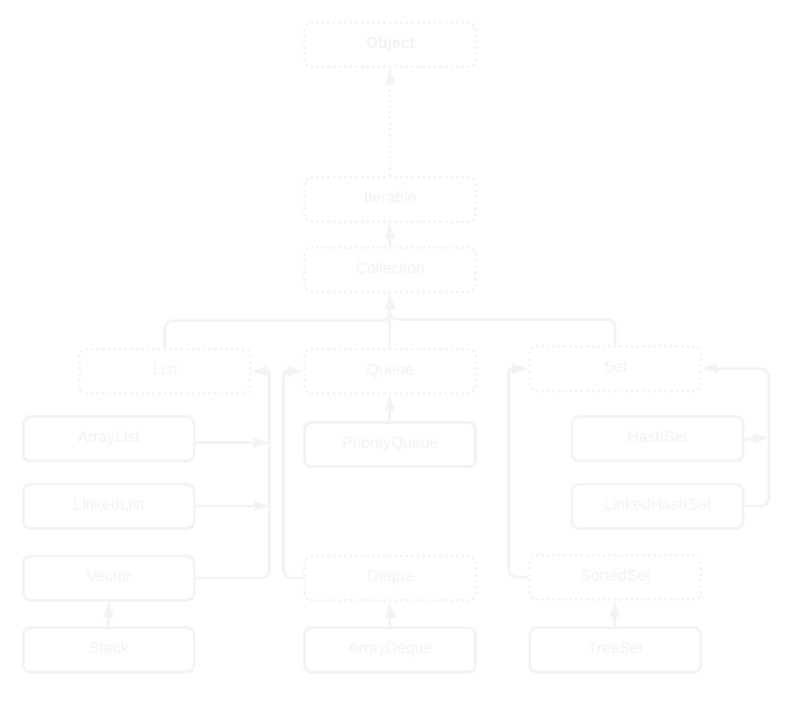 Object
Iterable
Collection
List
Queue
Set
ArrayList
PriorityQueue
HashSet
LinkedList
LinkedHashSet
Vector
Deque
SortedSet
Stack
ArrayDeque
TreeSet